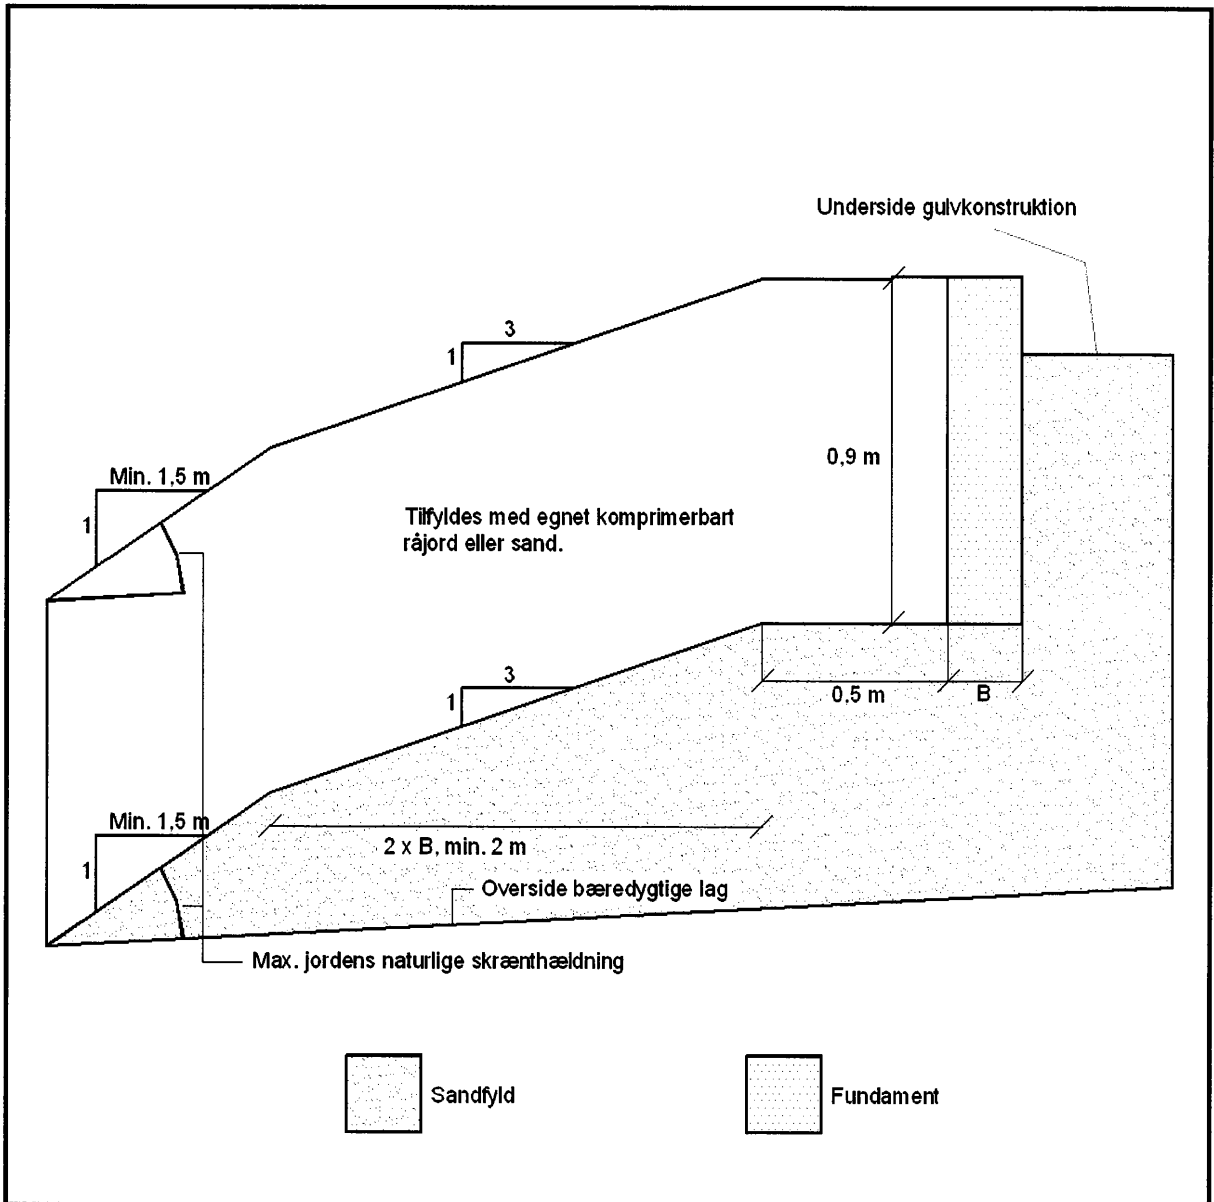 Underside gulvkonstruktion
3
1
Min. 1,5 m
1
0,9 m
Tilfyldes med egnet komprimerbart
råjord eller sand.
3
1
0,5 m
B
Min. 1,5 m
1
2 x B, min. 2 m
Overside bæredygtige lag
Max. jordens naturlige skrænthældning
Sandfyld
Fundament